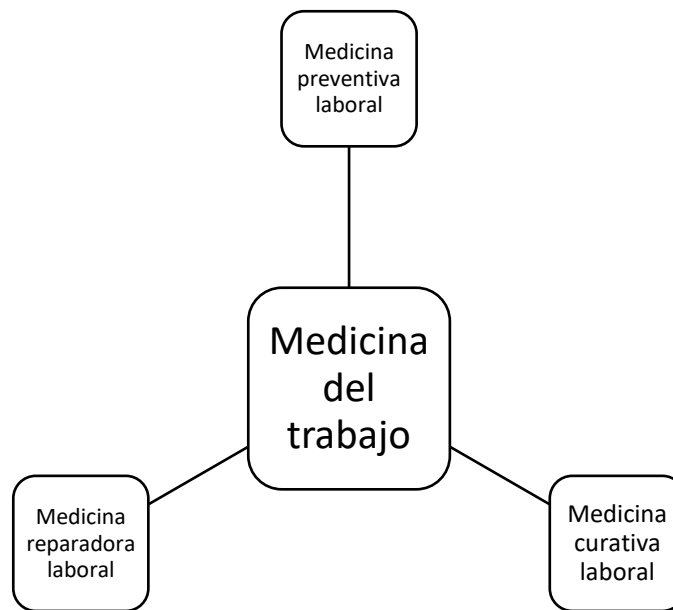 Medicina
preventiva
laboral
Medicina
del
trabajo
Medicina
reparadora
laboral
Medicina
curativa
laboral